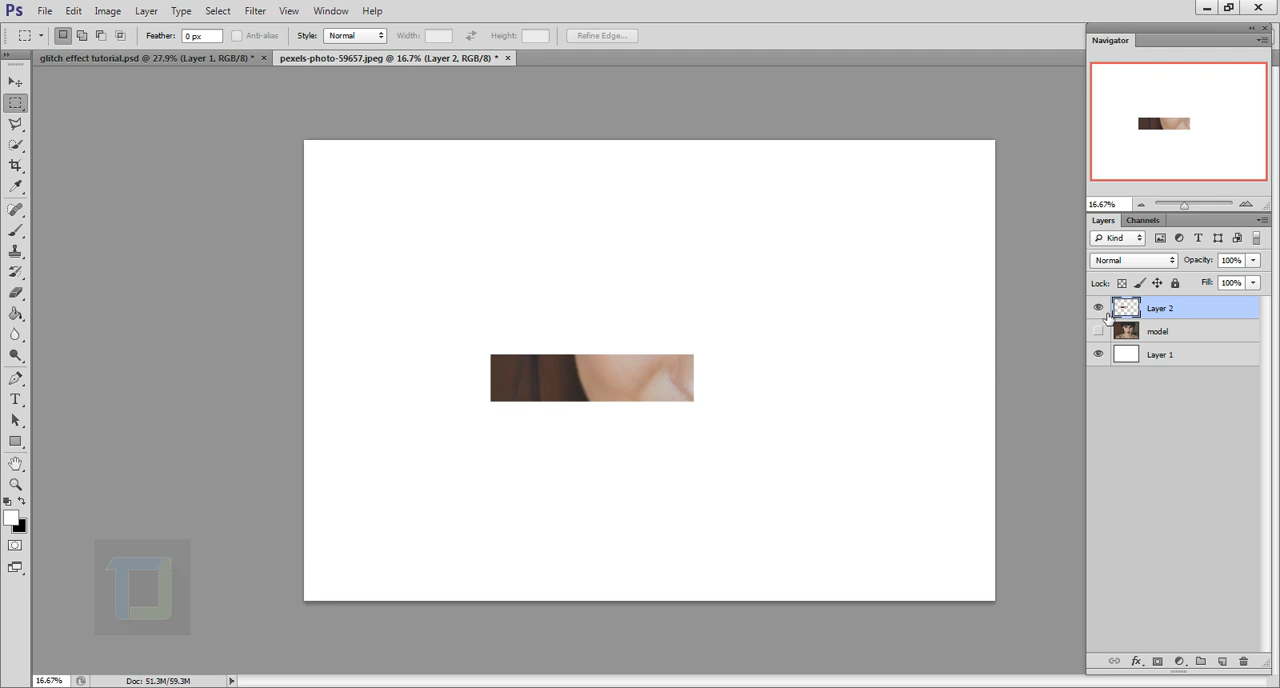 Ps File Edit Image Layer Type Select Filter View Window Help
Feather: 0 px Anti-alias Style: Normal Width: Height: Refine Edge...
glitch effect tutorial.psd @ 27.9% (Layer 1, RGB/8) * × pexels-photo-59657.jpeg @ 16.7% (Layer 2, RGB/8) * ×
Navigator
16.67%
Layers Channels
Kind
Normal Opacity: 100%
Lock: Fill: 100%
Layer 2
model
Layer 1
16.67% Doc: 51.3M/59.3M